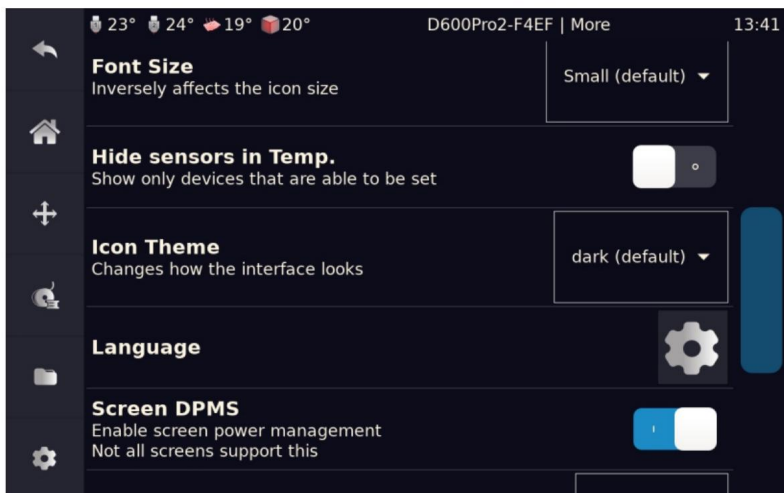 23° 24° 19° 20° D600Pro2-F4EF | More 13:41
Font Size
Inversely affects the icon size
Small (default)
Hide sensors in Temp.
Show only devices that are able to be set
Icon Theme
Changes how the interface looks
dark (default)
Language
Screen DPMS
Enable screen power management
Not all screens support this